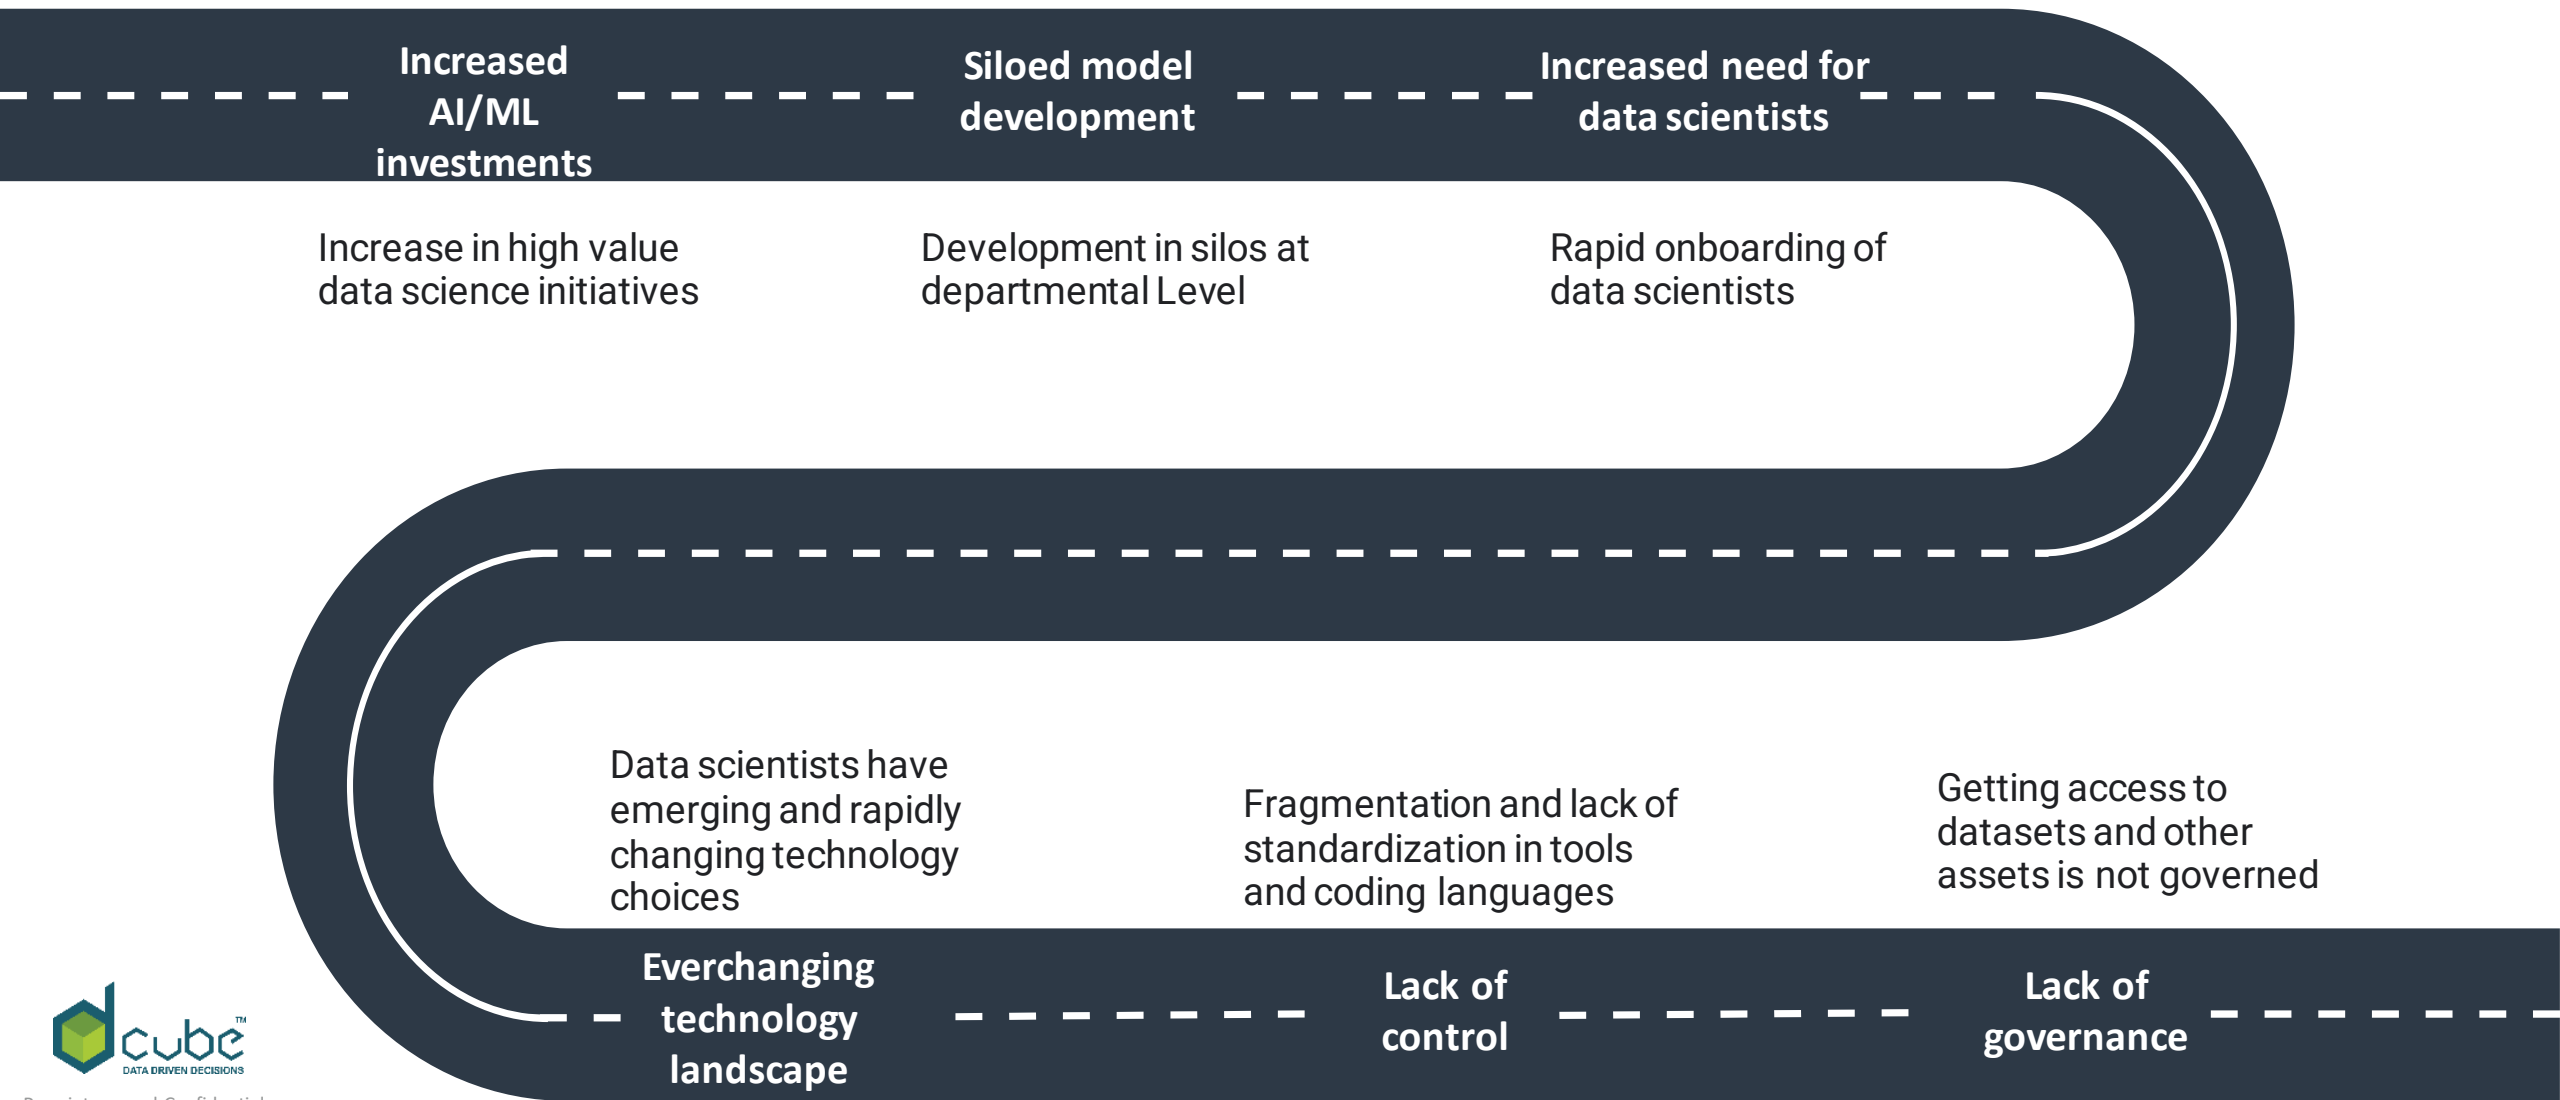 Increased
AI/ML
investments
Siloed model
development
Increased need for
data scientists
Increase in high value
data science initiatives
Development in silos at
departmental Level
Rapid onboarding of
data scientists
Data scientists have
emerging and rapidly
changing technology
choices
Fragmentation and lack of
standardization in tools
and coding languages
Getting access to
datasets and other
assets is not governed
Everchanging
technology
landscape
Lack of
control
Lack of
governance
dcube™
DATA DRIVEN DECISIONS